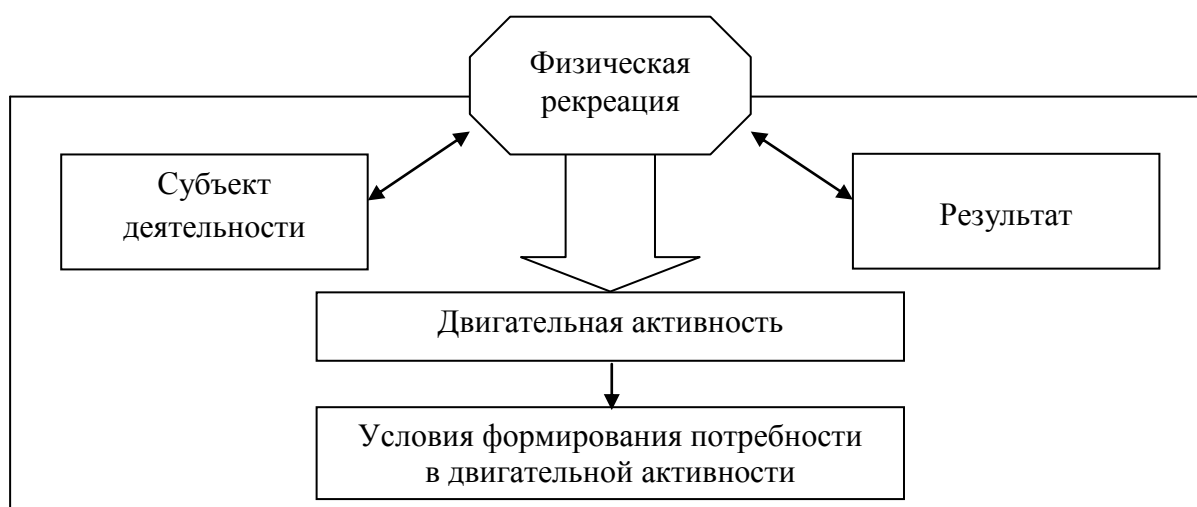 Физическая
рекреация
Субъект
деятельности
Результат
Двигательная активность
Условия формирования потребности
в двигательной активности